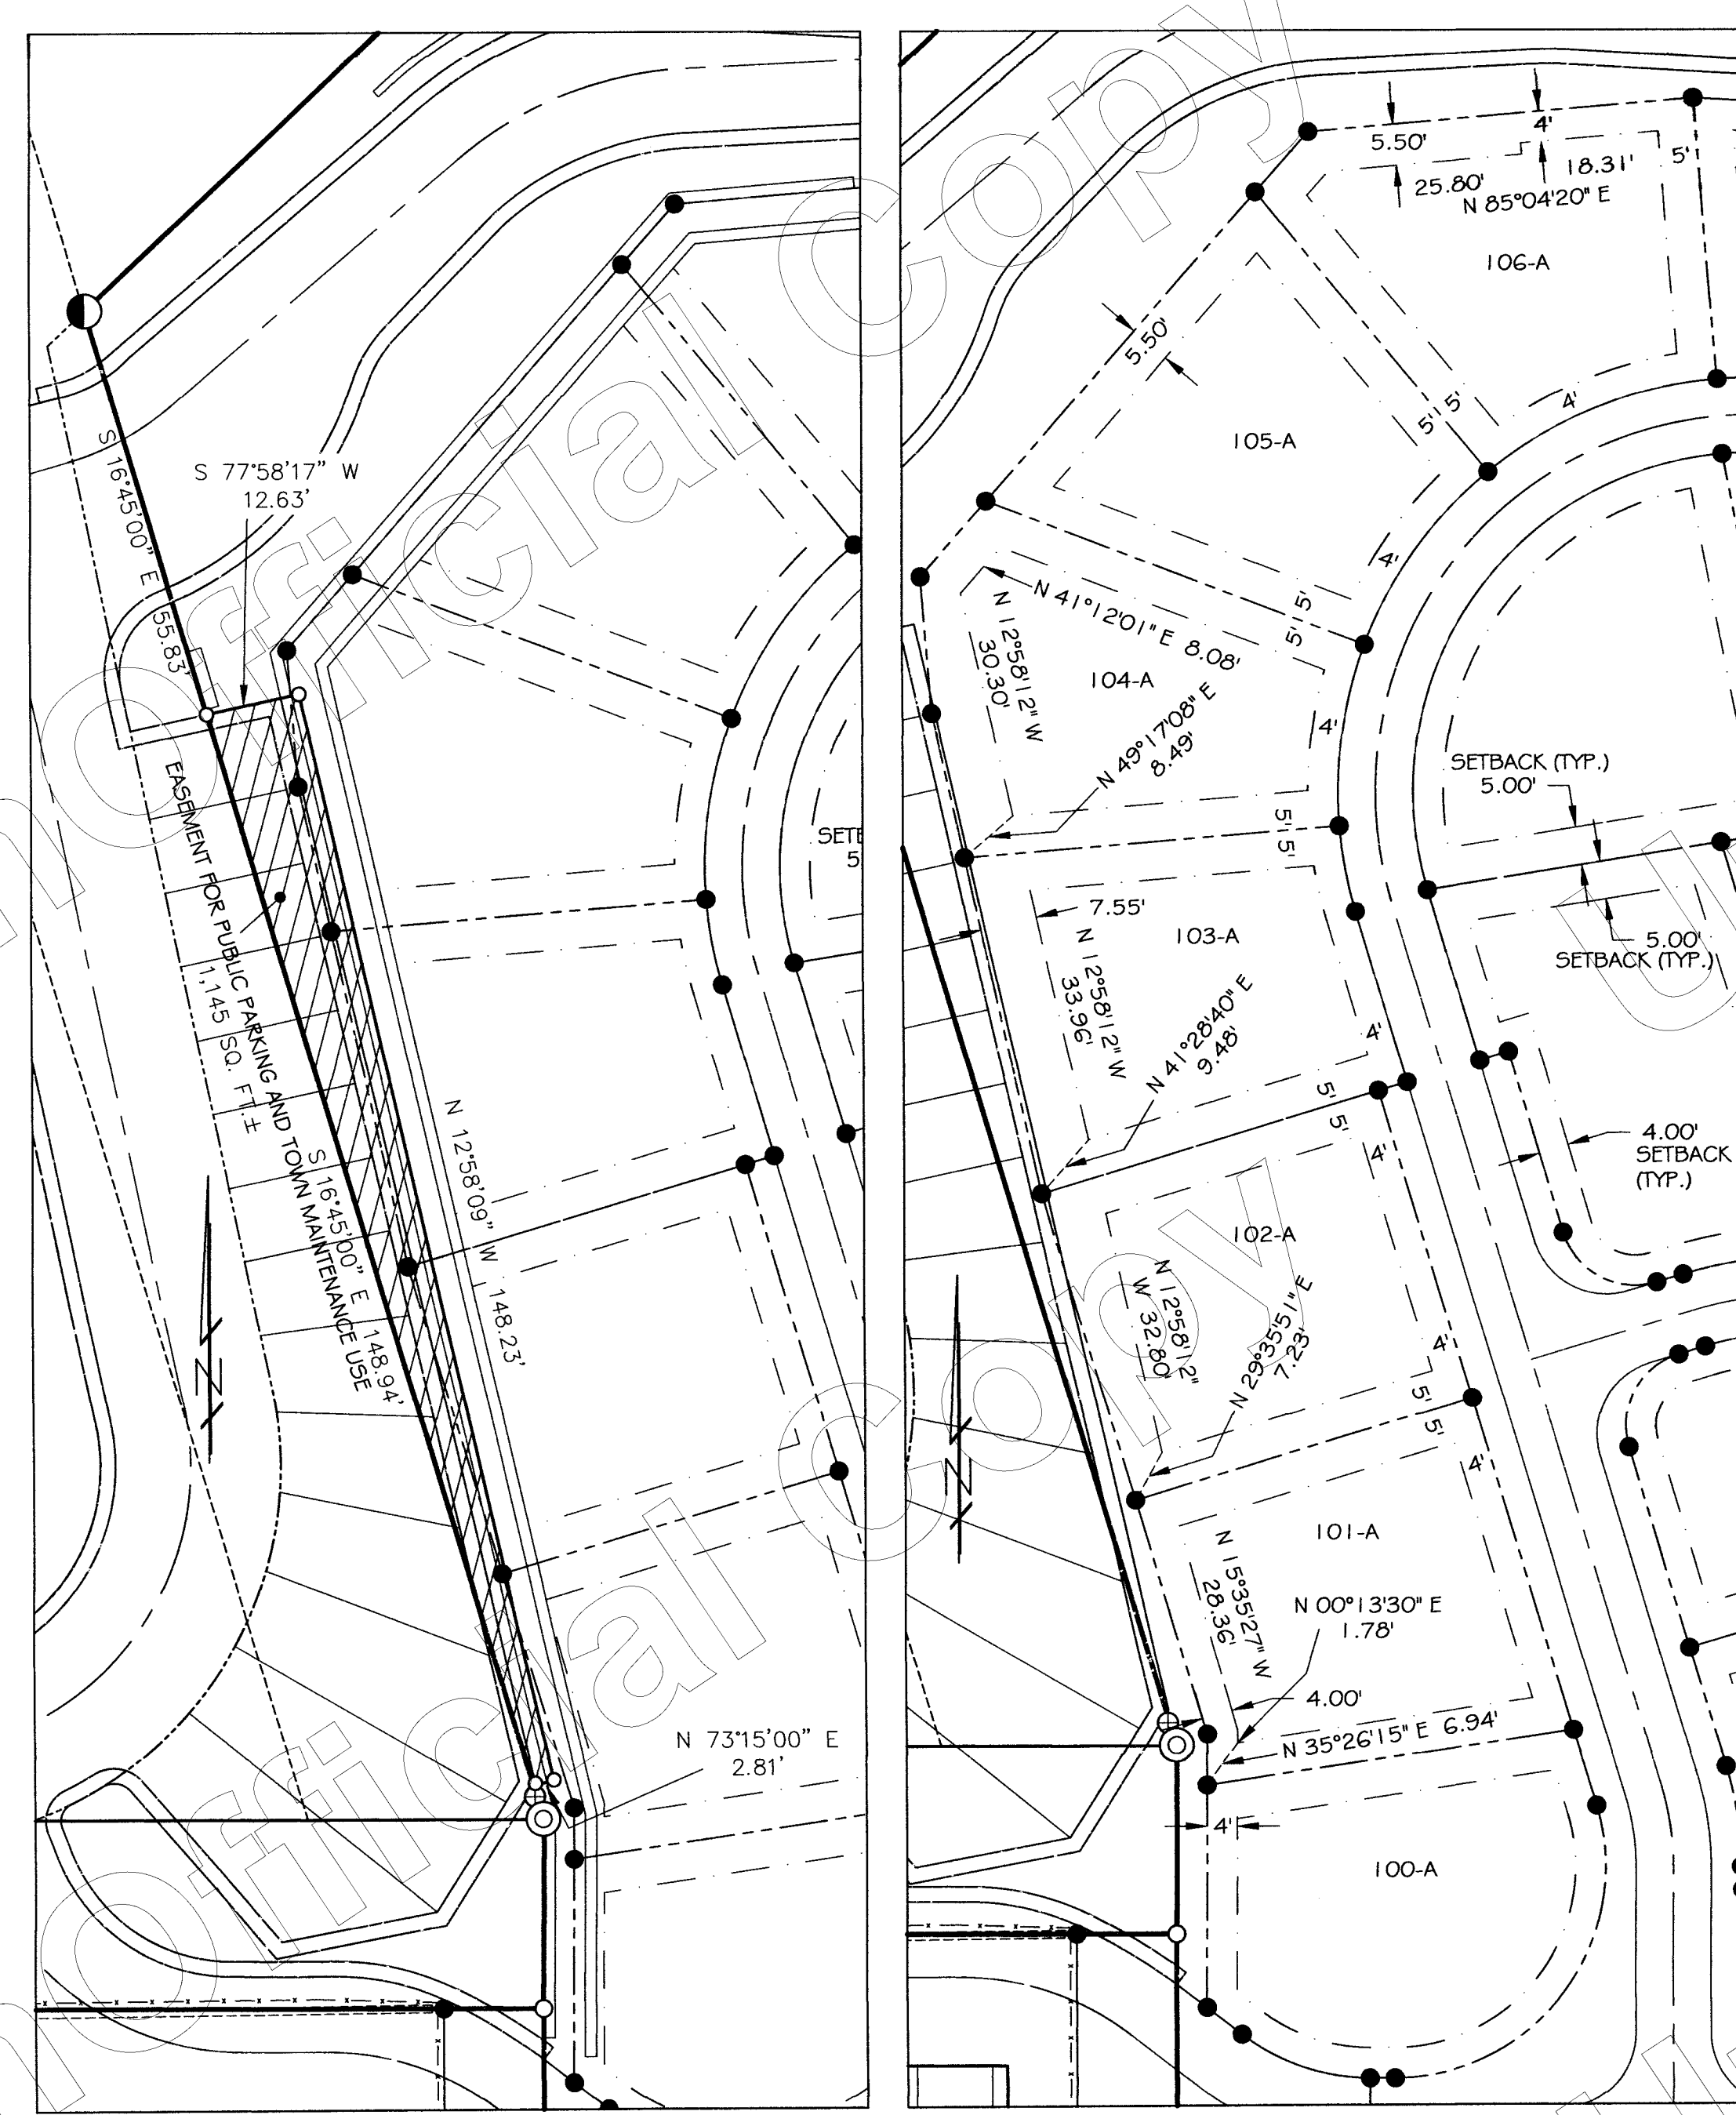 S 16°45'00" E 55.83'
S 77°58'17" W
12.63'
EASEMENT FOR PUBLIC PARKING AND TOWN MAINTENANCE USE
1,145 SQ. FT.±
S 16°45'00" E 148.94'
N 12°58'09" W 148.23'
N
N 73°15'00" E
2.81'
SETB
5.
5.50'
4'
18.31'
25.80'
N 85°04'20" E
5'
106-A
5.50'
5' 5'
4'
105-A
4'
5'
5'
N 41°12'01" E 8.08'
N 12°58'12" W
30.30'
104-A
4'
N 49°17'08" E
8.49'
SETBACK (TYP.)
5.00'
5'
5'
7.55'
103-A
5.00'
SETBACK (TYP.)
N 12°58'12" W
33.96'
N 41°28'40" E
9.48'
4'
5'
5'
4'
4.00'
SETBACK
(TYP.)
102-A
N 12°58'12"
W 32.80'
N 29°35'51" E
7.23'
4'
5'
5'
4'
N
101-A
N 15°35'27" W
28.36'
N 00°13'30" E
1.78'
4.00'
N 35°26'15" E 6.94'
4'
100-A
n Official Copy
n Official Copy
U